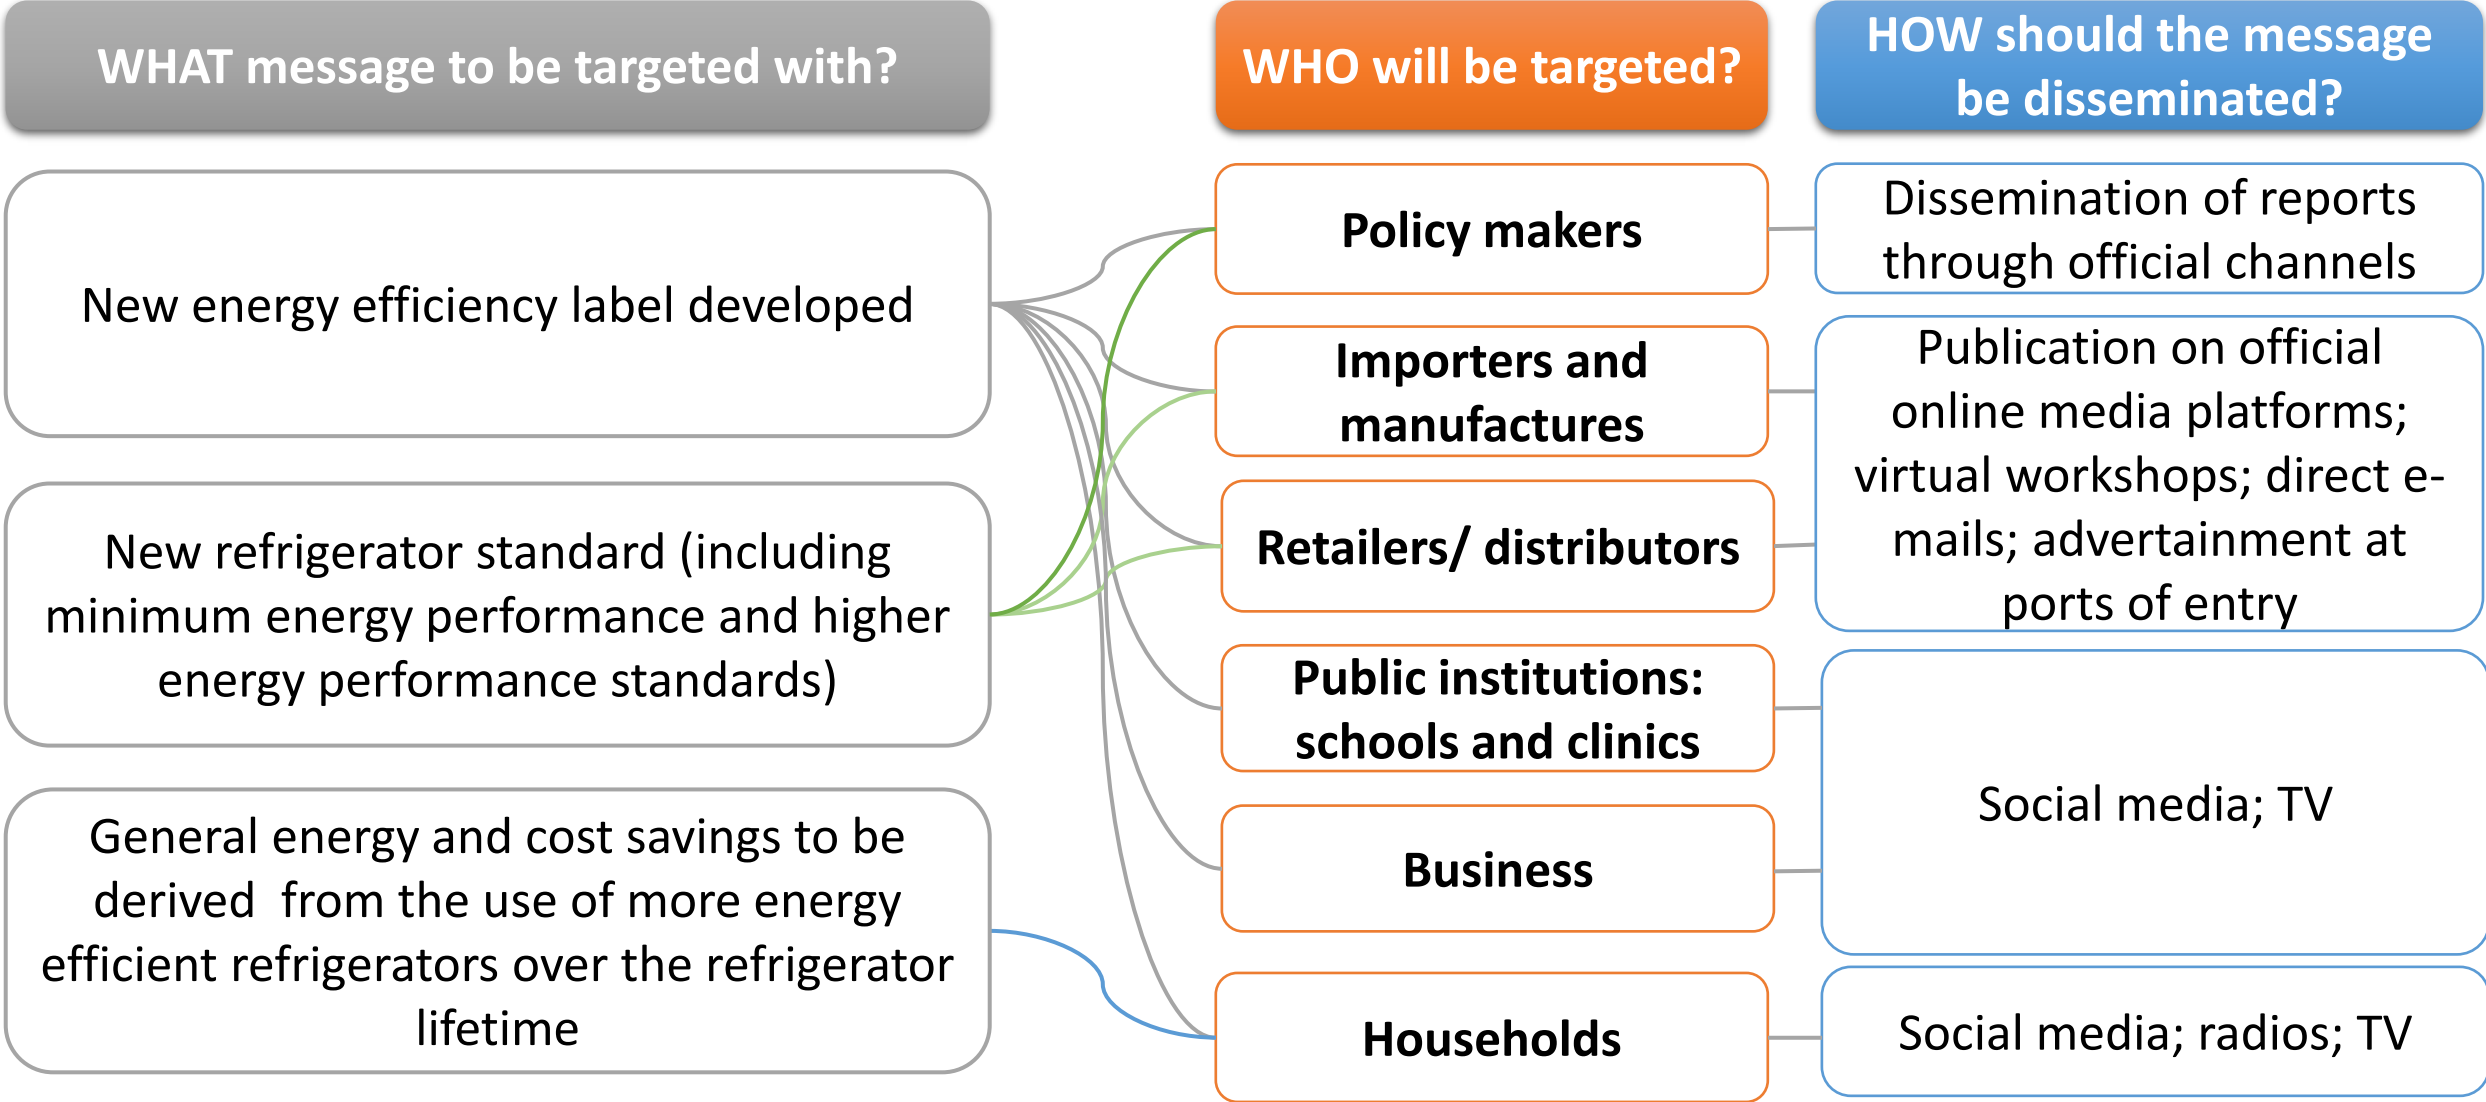 WHAT message to be targeted with?
New energy efficiency label developed
New refrigerator standard (including
minimum energy performance and higher
energy performance standards)
General energy and cost savings to be
derived  from the use of more energy
efficient refrigerators over the refrigerator
lifetime
WHO will be targeted?
Policy makers
Importers and
manufactures
Retailers/ distributors
Public institutions:
schools and clinics
Business
Households
HOW should the message
be disseminated?
Dissemination of reports
through official channels
Publication on official
online media platforms;
virtual workshops; direct e-
mails; advertainment at
ports of entry
Social media; TV
Social media; radios; TV